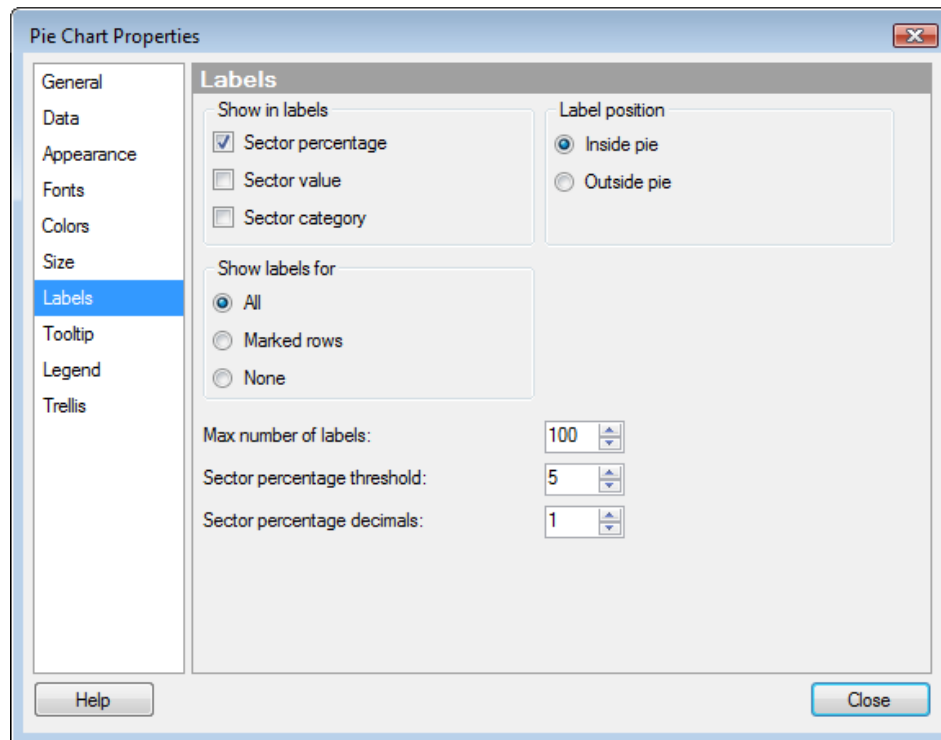 Pie Chart Properties
General
Data
Appearance
Fonts
Colors
Size
Labels
Tooltip
Legend
Trellis
Labels
Show in labels
Sector percentage
Sector value
Sector category
Label position
Inside pie
Outside pie
Show labels for
All
Marked rows
None
Max number of labels: 100
Sector percentage threshold: 5
Sector percentage decimals: 1
Help
Close